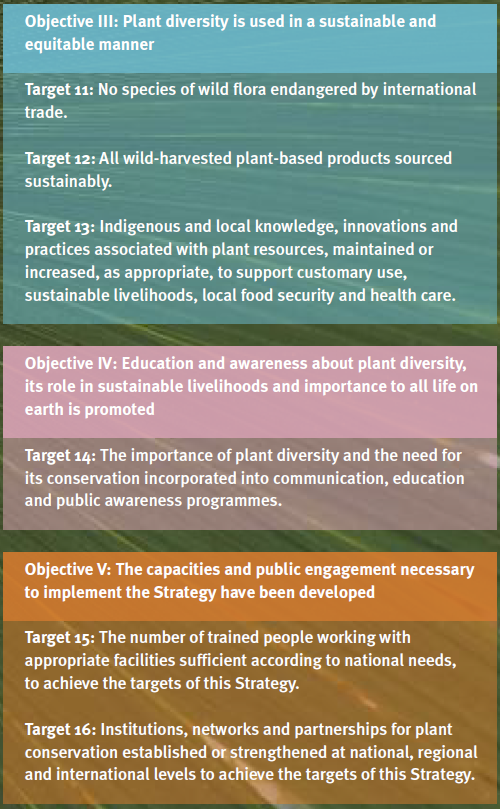 Objective III: Plant diversity is used in a sustainable and
equitable manner
Target 11: No species of wild flora endangered by international
trade.
Target 12: All wild-harvested plant-based products sourced
sustainably.
Target 13: Indigenous and local knowledge, innovations and
practices associated with plant resources, maintained or
increased, as appropriate, to support customary use,
sustainable livelihoods, local food security and health care.
Objective IV: Education and awareness about plant diversity,
its role in sustainable livelihoods and importance to all life on
earth is promoted
Target 14: The importance of plant diversity and the need for
its conservation incorporated into communication, education
and public awareness programmes.
Objective V: The capacities and public engagement necessary
to implement the Strategy have been developed
Target 15: The number of trained people working with
appropriate facilities sufficient according to national needs,
to achieve the targets of this Strategy.
Target 16: Institutions, networks and partnerships for plant
conservation established or strengthened at national, regional
and international levels to achieve the targets of this Strategy.